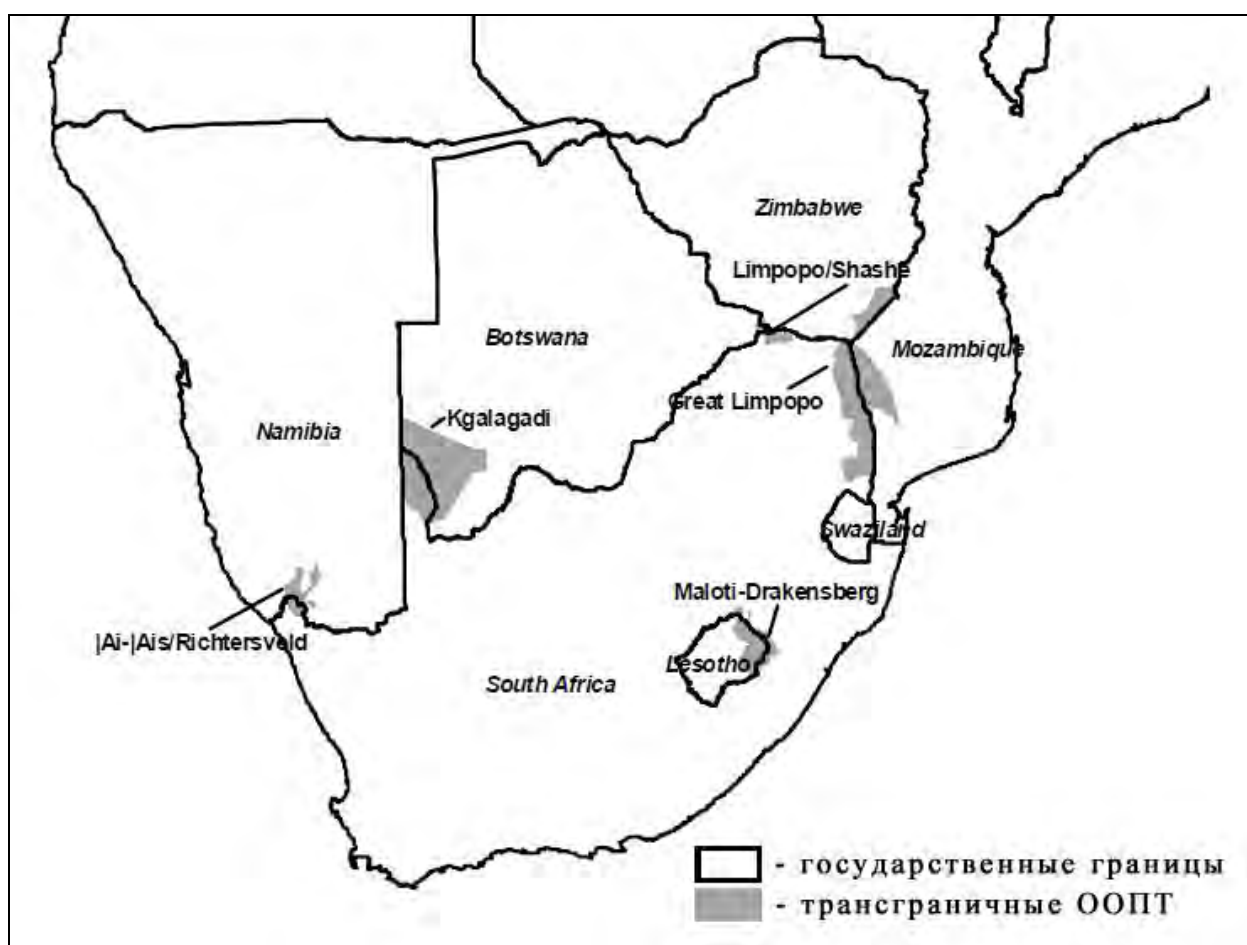 Zimbabwe
Limpopo/Shashe
Botswana
Mozambique
Great Limpopo
Kgalagadi
Namibia
Swaziland
Maloti-Drakensberg
|Ai-|Ais/Richtersveld
Lesotho
South Africa
- государственные границы
- трансграничные ООПТ